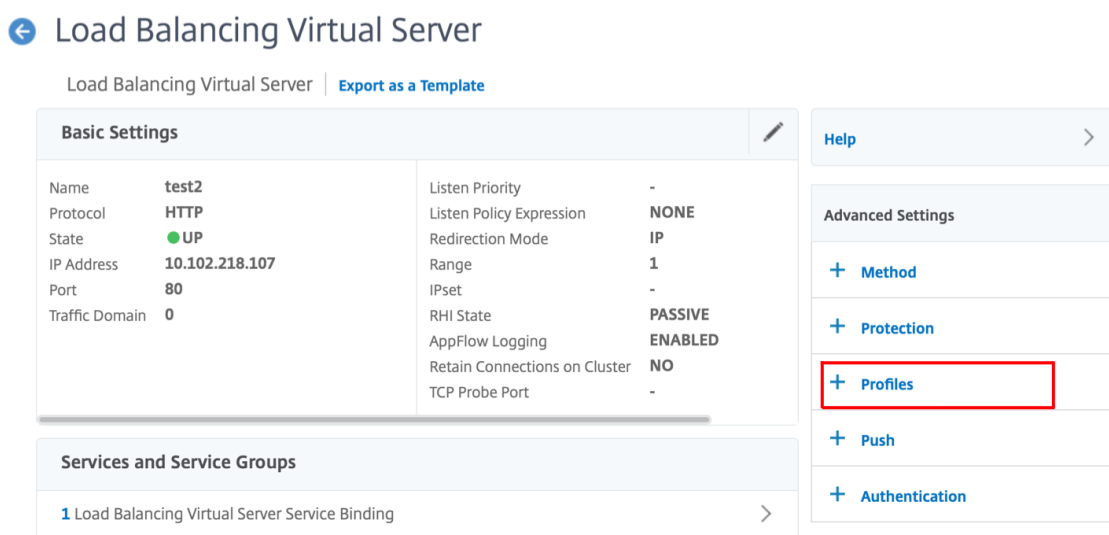 Load Balancing Virtual Server
Load Balancing Virtual Server Export as a Template
Basic Settings
Name test2
Protocol HTTP
State UP
IP Address 10.102.218.107
Port 80
Traffic Domain 0
Listen Priority -
Listen Policy Expression NONE
Redirection Mode IP
Range 1
IPset -
RHI State PASSIVE
AppFlow Logging ENABLED
Retain Connections on Cluster NO
TCP Probe Port -
Services and Service Groups
1 Load Balancing Virtual Server Service Binding
Help
Advanced Settings
+ Method
+ Protection
+ Profiles
+ Push
+ Authentication